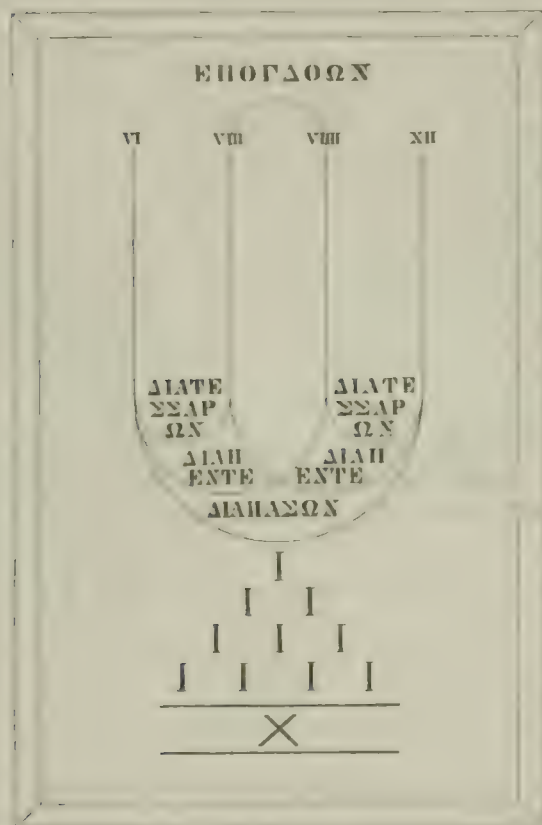 ΕΠΟΓΔΟΩΝ
VI VIII VIIII XII
ΔΙΑΤΕ ΔΙΑΤΕ
ΣΣΑΡ ΣΣΑΡ
ΩΝ ΩΝ
ΔΙΑΠ ΔΙΑΠ
ΕΝΤΕ ΕΝΤΕ
ΔΙΑΠΑΣΩΝ
I
I I
I I I
I I I I
X